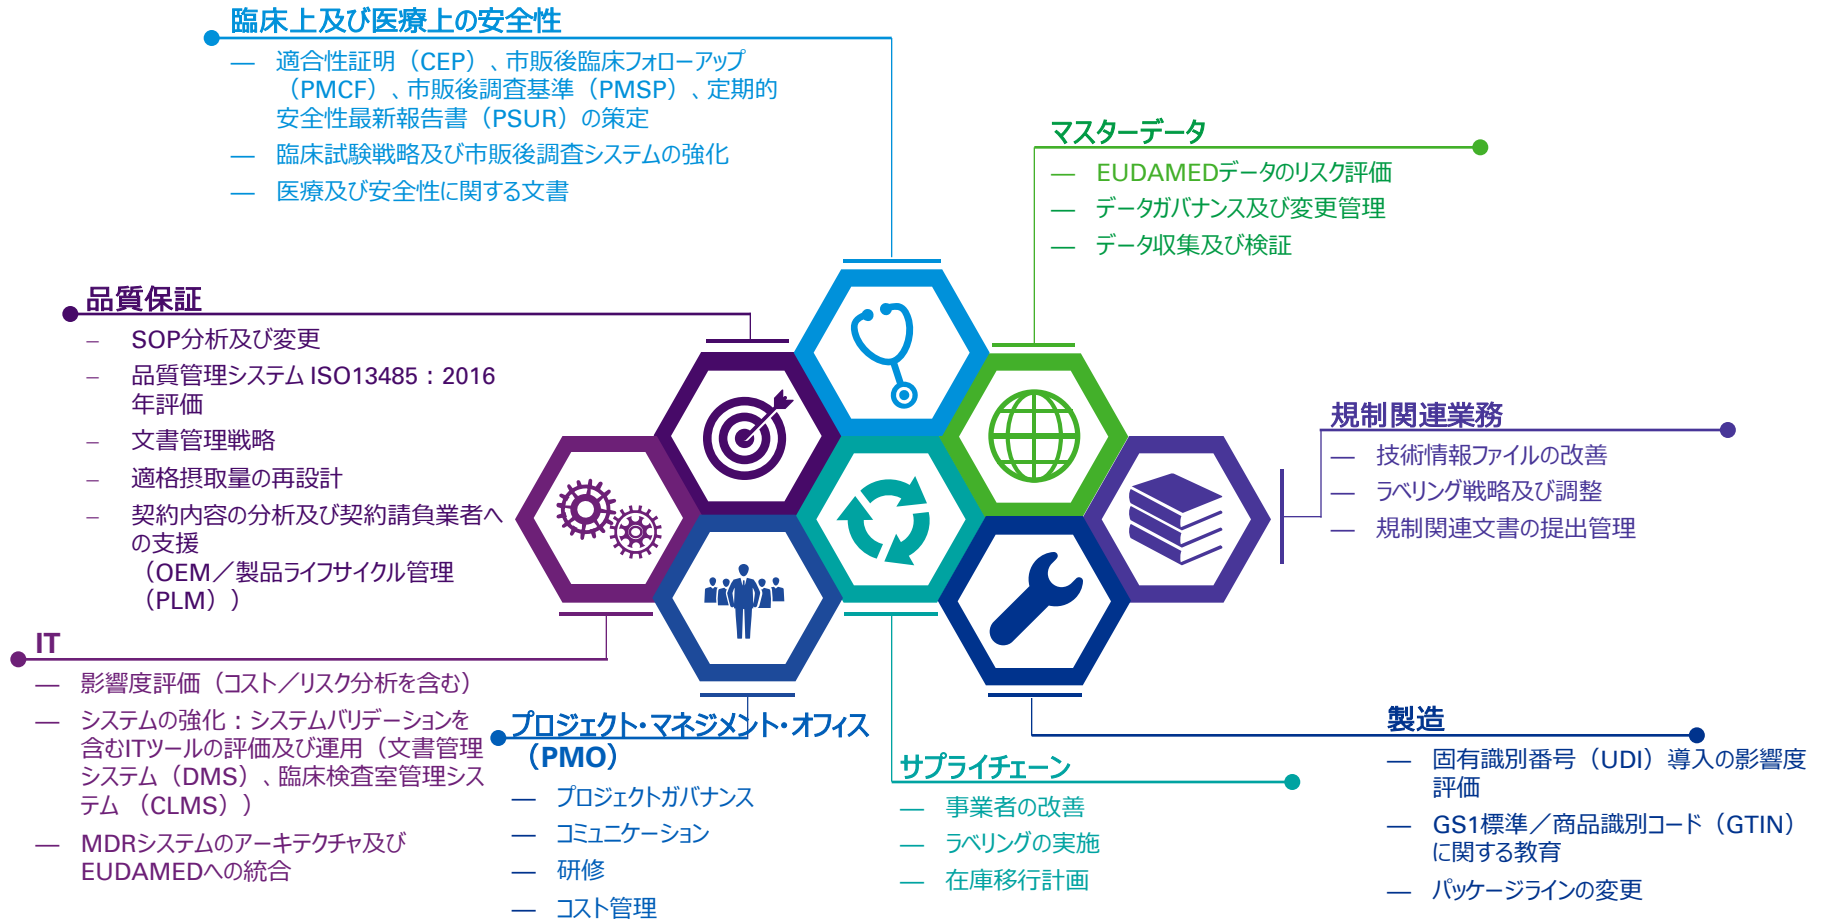 臨床上及び医療上の安全性
— 適合性証明（CEP）、市販後臨床フォローアップ
（PMCF）、市販後調査基準（PMSP）、定期的
安全性最新報告書（PSUR）の策定
— 臨床試験戦略及び市販後調査システムの強化
— 医療及び安全性に関する文書
マスターデータ
— EUDAMEDデータのリスク評価
— データガバナンス及び変更管理
— データ収集及び検証
品質保証
– SOP分析及び変更
– 品質管理システム ISO13485：2016
年評価
– 文書管理戦略
– 適格摂取量の再設計
– 契約内容の分析及び契約請負業者へ
の支援
（OEM／製品ライフサイクル管理
（PLM））
規制関連業務
— 技術情報ファイルの改善
— ラベリング戦略及び調整
— 規制関連文書の提出管理
IT
— 影響度評価（コスト／リスク分析を含む）
— システムの強化：システムバリデーションを
含むITツールの評価及び運用（文書管理
システム（DMS）、臨床検査室管理シス
テム （CLMS））
— MDRシステムのアーキテクチャ及び
EUDAMEDへの統合
プロジェクト・マネジメント・オフィス
（PMO）
— プロジェクトガバナンス
— コミュニケーション
— 研修
— コスト管理
サプライチェーン
— 事業者の改善
— ラベリングの実施
— 在庫移行計画
製造
— 固有識別番号（UDI）導入の影響度
評価
— GS1標準／商品識別コード（GTIN）
に関する教育
— パッケージラインの変更